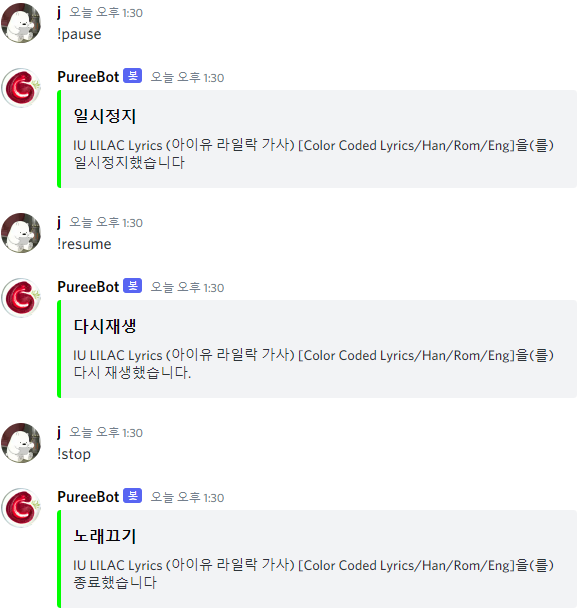 j 오늘 오후 1:30
!pause
PureeBot 봇 오늘 오후 1:30
일시정지
IU LILAC Lyrics (아이유 라일락 가사) [Color Coded Lyrics/Han/Rom/Eng]을(를)
일시정지했습니다
j 오늘 오후 1:30
!resume
PureeBot 봇 오늘 오후 1:30
다시재생
IU LILAC Lyrics (아이유 라일락 가사) [Color Coded Lyrics/Han/Rom/Eng]을(를)
다시 재생했습니다.
j 오늘 오후 1:30
!stop
PureeBot 봇 오늘 오후 1:30
노래끄기
IU LILAC Lyrics (아이유 라일락 가사) [Color Coded Lyrics/Han/Rom/Eng]을(를)
종료했습니다